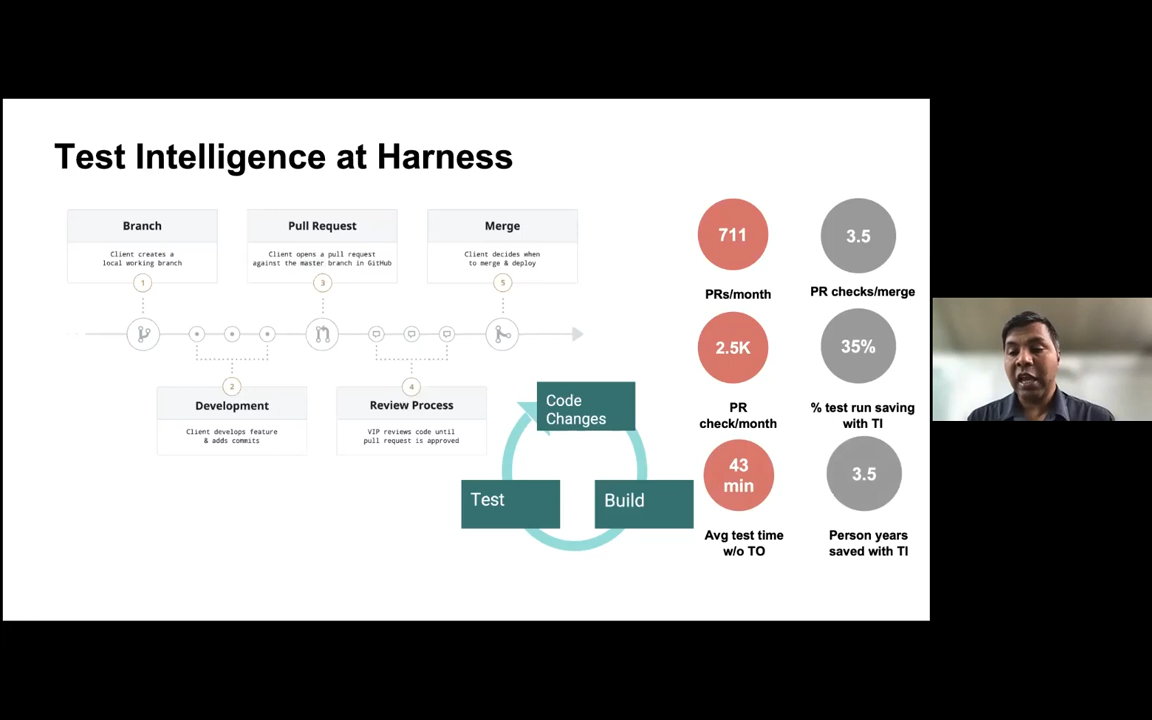 Test Intelligence at Harness
Branch
Client creates a
local working branch
1
Pull Request
Client opens a pull request
against the master branch in GitHub
3
Merge
Client decides when
to merge & deploy
5
2
Development
Client develops feature
& adds commits
4
Review Process
VIP reviews code until
pull request is approved
Code
Changes
Test
Build
711
PRs/month
3.5
PR checks/merge
2.5K
PR
check/month
35%
% test run saving
with TI
43
min
Avg test time
w/o TO
3.5
Person years
saved with TI